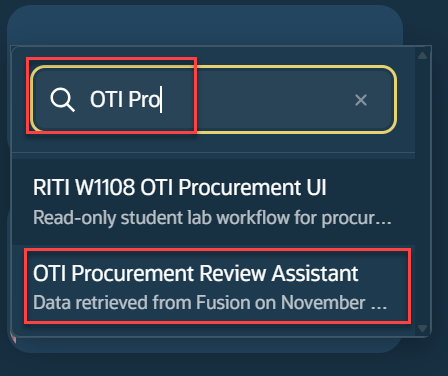 OTI Pro
RITI W1108 OTI Procurement UI
Read-only student lab workflow for procur...
OTI Procurement Review Assistant
Data retrieved from Fusion on November ...